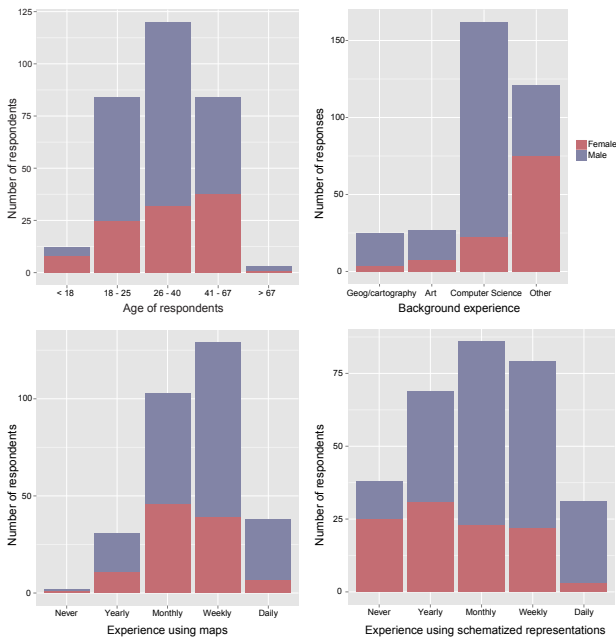 125
100
75
50
25
0
Number of respondents
< 18
18 - 25
26 - 40
41 - 67
> 67
Age of respondents
150
100
50
0
Number of responses
Geog/cartography
Art
Computer Science
Other
Background experience
Female
Male
100
50
0
Number of respondents
Never
Yearly
Monthly
Weekly
Daily
Experience using maps
75
50
25
0
Number of respondents
Never
Yearly
Monthly
Weekly
Daily
Experience using schematized representations